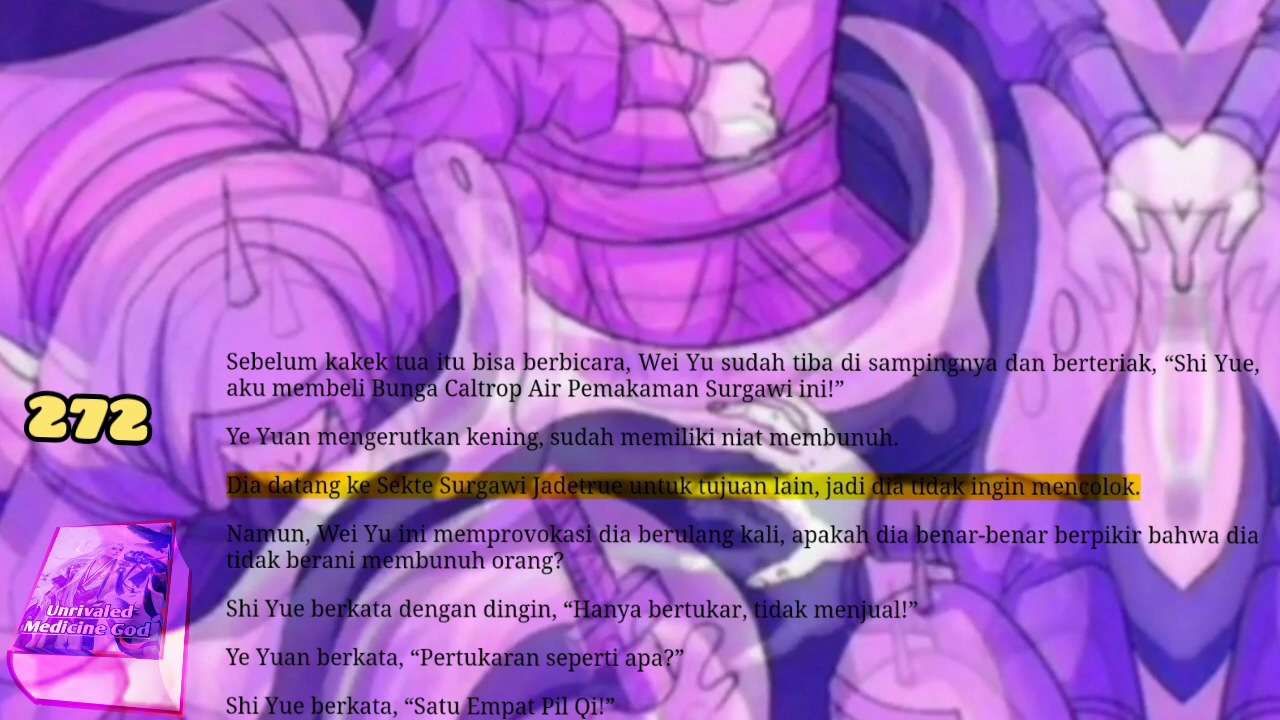 Sebelum kakek tua itu bisa berbicara, Wei Yu sudah tiba di sampingnya dan berteriak, “Shi Yue,
aku membeli Bunga Caltrop Air Pemakaman Surgawi ini!”
272
Ye Yuan mengerutkan kening, sudah memiliki niat membunuh.
Dia datang ke Sekte Surgawi Jadetrue untuk tujuan lain, jadi dia tidak ingin mencolok.
Namun, Wei Yu ini memprovokasi dia berulang kali, apakah dia benar-benar berpikir bahwa dia
tidak berani membunuh orang?
Unrivaled
Medicine God
Shi Yue berkata dengan dingin, “Hanya bertukar, tidak menjual!”
Ye Yuan berkata, “Pertukaran seperti apa?”
Shi Yue berkata, “Satu Empat Pil Qi!”